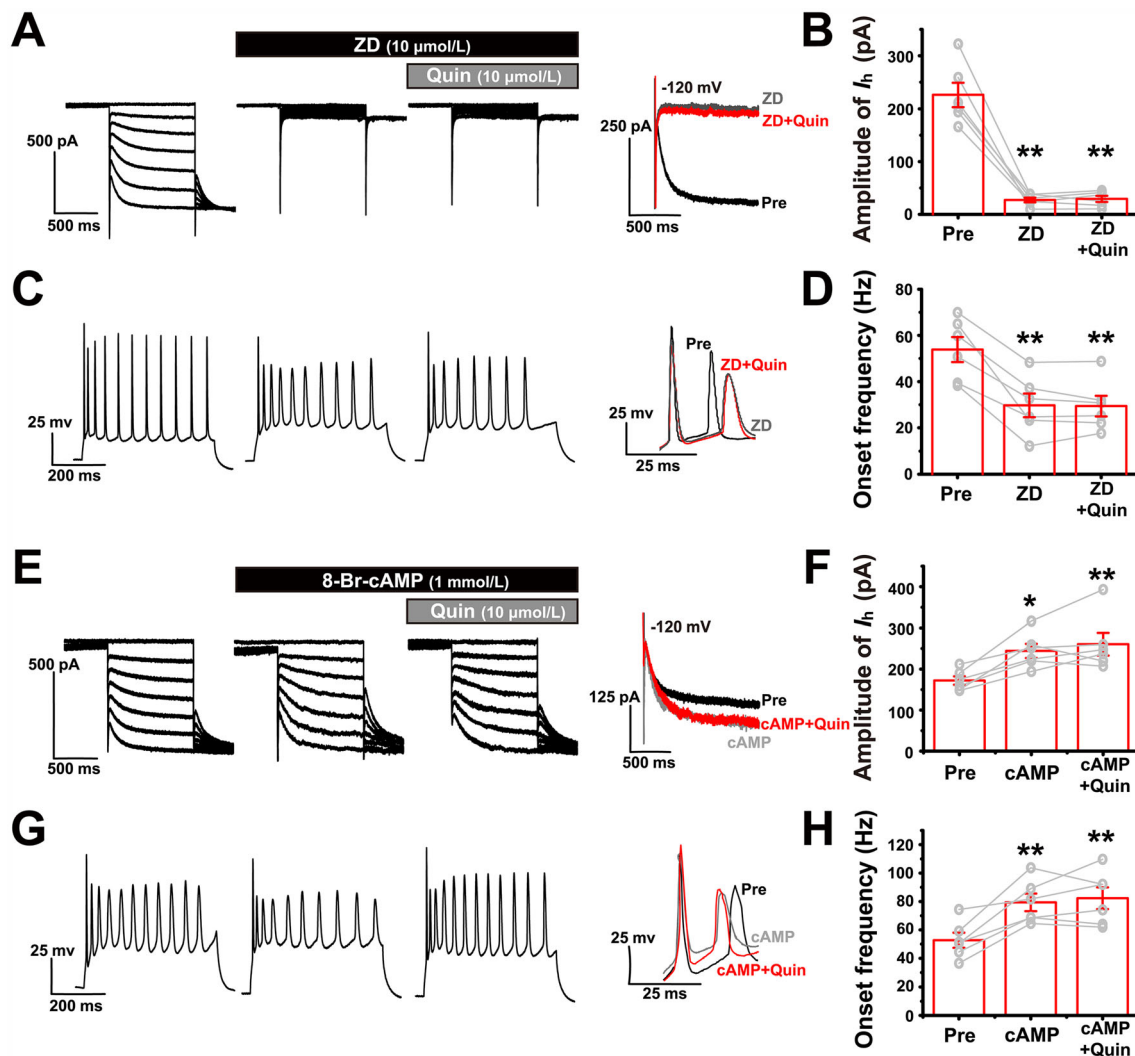 A
ZD (10 µmol/L)
Quin (10 µmol/L)
500 pA
500 ms
-120 mV
ZD
ZD+Quin
250 pA
Pre
500 ms
B
Amplitude of Ih (pA)
300
200
100
0
Pre
ZD
ZD
+Quin
**
**
C
25 mv
200 ms
Pre
ZD+Quin
25 mv
ZD
25 ms
D
Onset frequency (Hz)
80
60
40
20
0
Pre
ZD
ZD
+Quin
**
**
E
8-Br-cAMP (1 mmol/L)
Quin (10 µmol/L)
500 pA
500 ms
-120 mV
Pre
125 pA
cAMP+Quin
cAMP
500 ms
F
Amplitude of Ih (pA)
400
300
200
100
0
Pre
cAMP
cAMP
+Quin
*
**
G
25 mv
200 ms
Pre
cAMP
25 mv
cAMP+Quin
25 ms
H
Onset frequency (Hz)
120
100
80
60
40
20
0
Pre
cAMP
cAMP
+Quin
**
**